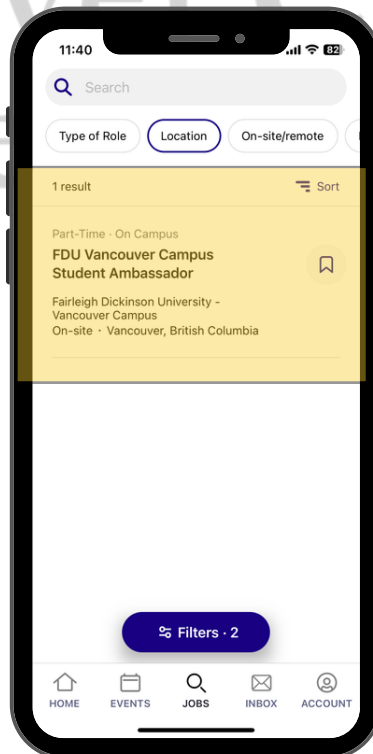 11:40
82
Search
Type of Role
Location
On-site/remote
1 result
Sort
Part-Time · On Campus
FDU Vancouver Campus
Student Ambassador
Fairleigh Dickinson University -
Vancouver Campus
On-site · Vancouver, British Columbia
Filters · 2
HOME
EVENTS
JOBS
INBOX
ACCOUNT